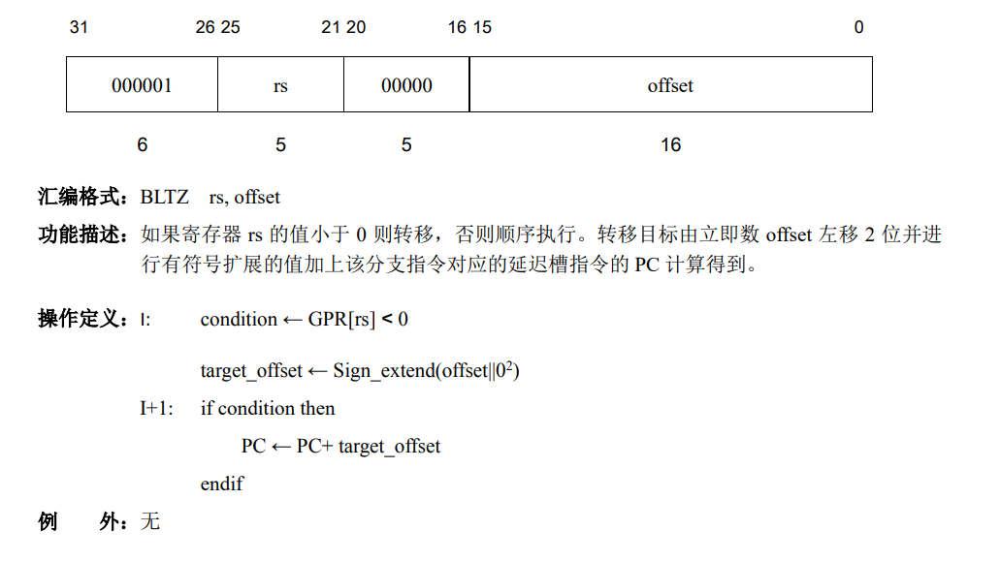 31 26 25 21 20 16 15 0
000001 rs 00000 offset
6 5 5 16
汇编格式：BLTZ rs, offset
功能描述：如果寄存器 rs 的值小于 0 则转移，否则顺序执行。转移目标由立即数 offset 左移 2 位并进
行有符号扩展的值加上该分支指令对应的延迟槽指令的 PC 计算得到。
操作定义：I: condition ← GPR[rs] < 0
target_offset ← Sign_extend(offset||0²)
I+1: if condition then
PC ← PC+ target_offset
endif
例 外：无